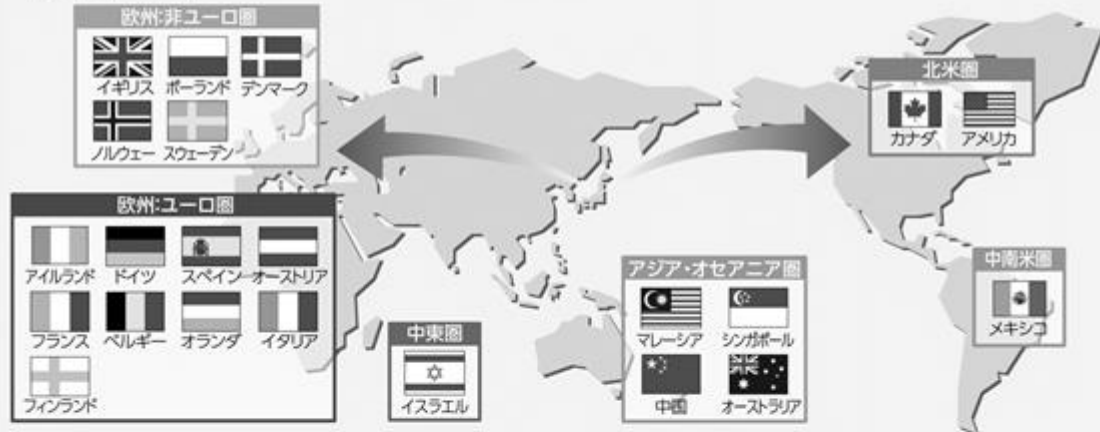 欧州:非ユーロ圏
イギリス ポーランド デンマーク
ノルウェー スウェーデン
北米圏
カナダ アメリカ
欧州:ユーロ圏
アイルランド ドイツ スペイン オーストリア
フランス ベルギー オランダ イタリア
フィンランド
中東圏
イスラエル
アジア・オセアニア圏
マレーシア シンガポール
中国 オーストラリア
中南米圏
メキシコ